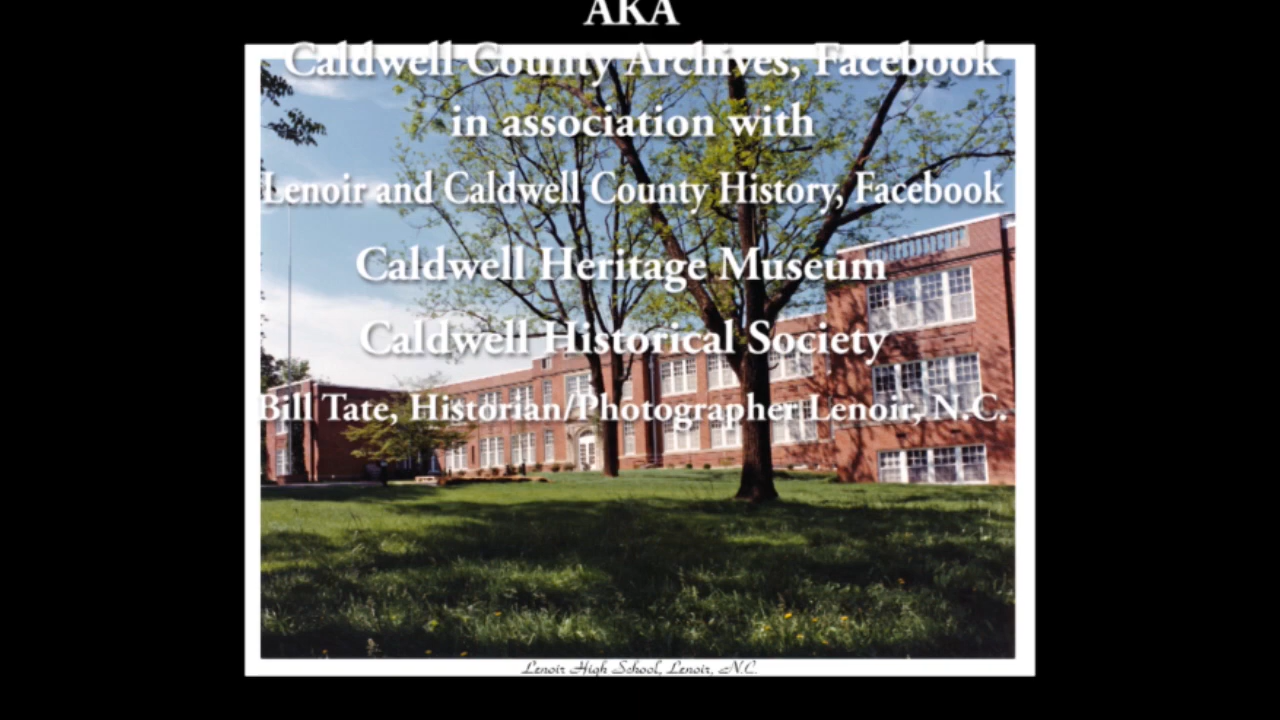 AKA
Caldwell County Archives, Facebook
in association with
Lenoir and Caldwell County History, Facebook
Caldwell Heritage Museum
Caldwell Historical Society
Bill Tate, Historian/Photographer Lenoir, N.C.
Lenoir High School, Lenoir, N.C.